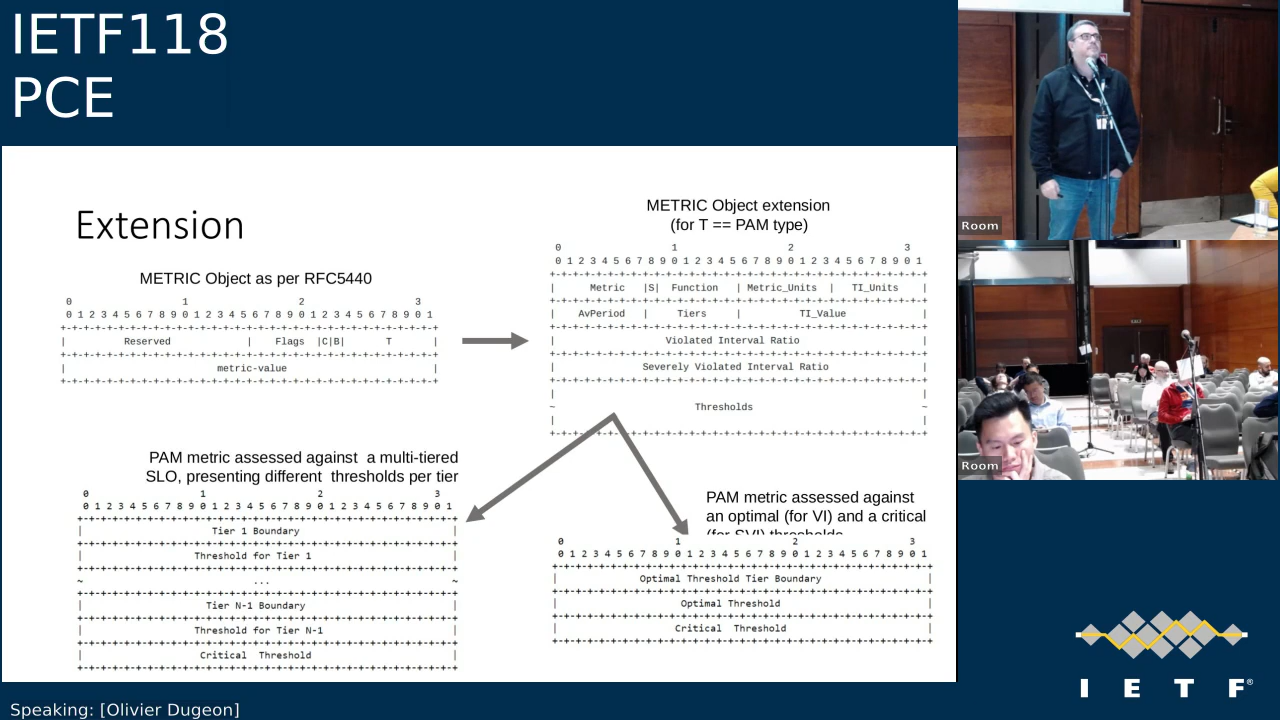 IETF118
PCE
Extension
METRIC Object as per RFC5440
0 1 2 3
0 1 2 3 4 5 6 7 8 9 0 1 2 3 4 5 6 7 8 9 0 1 2 3 4 5 6 7 8 9 0 1
+-+-+-+-+-+-+-+-+-+-+-+-+-+-+-+-+-+-+-+-+-+-+-+-+-+-+-+-+-+-+-+-+
| Reserved | Flags |C|B| T |
+-+-+-+-+-+-+-+-+-+-+-+-+-+-+-+-+-+-+-+-+-+-+-+-+-+-+-+-+-+-+-+-+
| metric-value |
+-+-+-+-+-+-+-+-+-+-+-+-+-+-+-+-+-+-+-+-+-+-+-+-+-+-+-+-+-+-+-+-+
METRIC Object extension
(for T == PAM type)
0 1 2 3
0 1 2 3 4 5 6 7 8 9 0 1 2 3 4 5 6 7 8 9 0 1 2 3 4 5 6 7 8 9 0 1
+-+-+-+-+-+-+-+-+-+-+-+-+-+-+-+-+-+-+-+-+-+-+-+-+-+-+-+-+-+-+-+-+
| Metric |S| Function | Metric_Units | TI_Units |
+-+-+-+-+-+-+-+-+-+-+-+-+-+-+-+-+-+-+-+-+-+-+-+-+-+-+-+-+-+-+-+-+
| AvPeriod | Tiers | TI_Value |
+-+-+-+-+-+-+-+-+-+-+-+-+-+-+-+-+-+-+-+-+-+-+-+-+-+-+-+-+-+-+-+-+
| Violated Interval Ratio |
+-+-+-+-+-+-+-+-+-+-+-+-+-+-+-+-+-+-+-+-+-+-+-+-+-+-+-+-+-+-+-+-+
| Severely Violated Interval Ratio |
+-+-+-+-+-+-+-+-+-+-+-+-+-+-+-+-+-+-+-+-+-+-+-+-+-+-+-+-+-+-+-+-+
| |
~ Thresholds ~
| |
+-+-+-+-+-+-+-+-+-+-+-+-+-+-+-+-+-+-+-+-+-+-+-+-+-+-+-+-+-+-+-+-+
PAM metric assessed against a multi-tiered
SLO, presenting different thresholds per tier
0 1 2 3
0 1 2 3 4 5 6 7 8 9 0 1 2 3 4 5 6 7 8 9 0 1 2 3 4 5 6 7 8 9 0 1
+-+-+-+-+-+-+-+-+-+-+-+-+-+-+-+-+-+-+-+-+-+-+-+-+-+-+-+-+-+-+-+-+
| Tier 1 Boundary |
+-+-+-+-+-+-+-+-+-+-+-+-+-+-+-+-+-+-+-+-+-+-+-+-+-+-+-+-+-+-+-+-+
| Threshold for Tier 1 |
+-+-+-+-+-+-+-+-+-+-+-+-+-+-+-+-+-+-+-+-+-+-+-+-+-+-+-+-+-+-+-+-+
~ ... ~
+-+-+-+-+-+-+-+-+-+-+-+-+-+-+-+-+-+-+-+-+-+-+-+-+-+-+-+-+-+-+-+-+
| Tier N-1 Boundary |
+-+-+-+-+-+-+-+-+-+-+-+-+-+-+-+-+-+-+-+-+-+-+-+-+-+-+-+-+-+-+-+-+
| Threshold for Tier N-1 |
+-+-+-+-+-+-+-+-+-+-+-+-+-+-+-+-+-+-+-+-+-+-+-+-+-+-+-+-+-+-+-+-+
| Critical Threshold |
+-+-+-+-+-+-+-+-+-+-+-+-+-+-+-+-+-+-+-+-+-+-+-+-+-+-+-+-+-+-+-+-+
PAM metric assessed against
an optimal (for VI) and a critical
(for SVI) thresholds
0 1 2 3
0 1 2 3 4 5 6 7 8 9 0 1 2 3 4 5 6 7 8 9 0 1 2 3 4 5 6 7 8 9 0 1
+-+-+-+-+-+-+-+-+-+-+-+-+-+-+-+-+-+-+-+-+-+-+-+-+-+-+-+-+-+-+-+-+
| Optimal Threshold Tier Boundary |
+-+-+-+-+-+-+-+-+-+-+-+-+-+-+-+-+-+-+-+-+-+-+-+-+-+-+-+-+-+-+-+-+
| Optimal Threshold |
+-+-+-+-+-+-+-+-+-+-+-+-+-+-+-+-+-+-+-+-+-+-+-+-+-+-+-+-+-+-+-+-+
| Critical Threshold |
+-+-+-+-+-+-+-+-+-+-+-+-+-+-+-+-+-+-+-+-+-+-+-+-+-+-+-+-+-+-+-+-+
Room
Room
I E T F®
Speaking: [Olivier Dugeon]